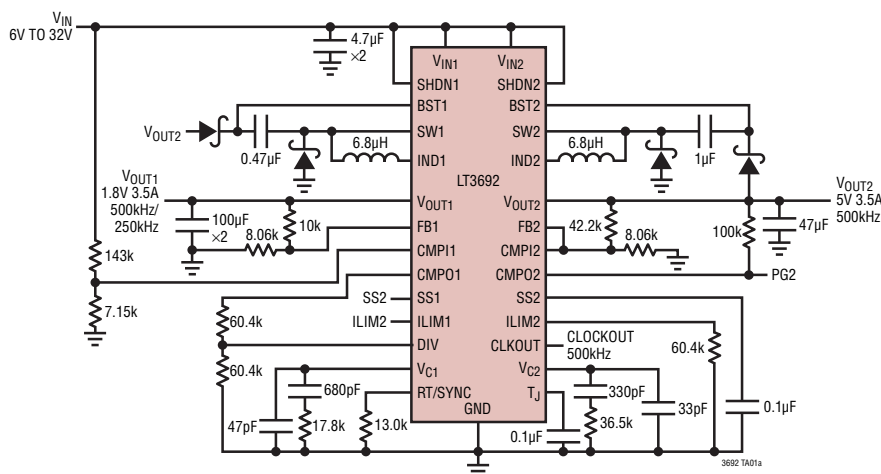 VIN
6V TO 32V
4.7µF
×2
VIN1
VIN2
SHDN1
SHDN2
BST1
BST2
VOUT2
0.47µF
SW1
SW2
6.8µH
6.8µH
1µF
IND1
IND2
LT3692
VOUT1
1.8V 3.5A
500kHz/
250kHz
VOUT1
VOUT2
VOUT2
5V 3.5A
500kHz
100µF
×2
8.06k
10k
FB1
FB2
42.2k
8.06k
100k
47µF
143k
CMPI1
CMPI2
CMPO1
CMPO2
PG2
7.15k
60.4k
SS2
SS1
SS2
ILIM2
ILIM1
ILIM2
DIV
CLKOUT
CLOCKOUT
500kHz
60.4k
60.4k
VC1
VC2
680pF
330pF
RT/SYNC
TJ
47pF
17.8k
13.0k
GND
0.1µF
36.5k
33pF
0.1µF
3692 TA01a